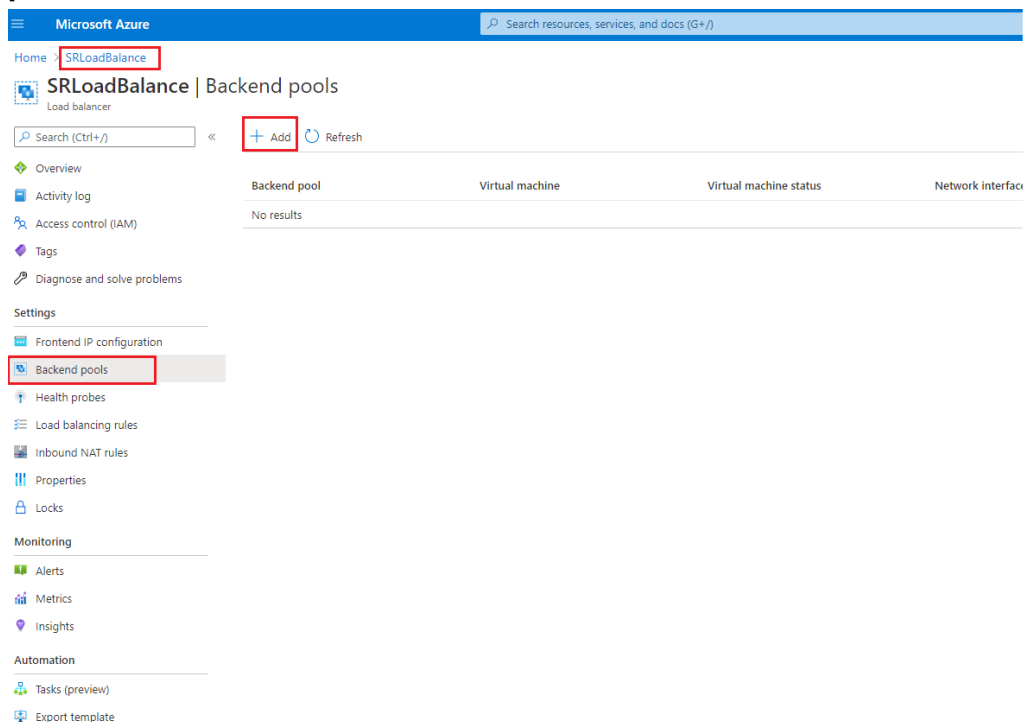 Microsoft Azure
Search resources, services, and docs (G+/)
Home > SRLoadBalance
SRLoadBalance | Backend pools
Load balancer
Search (Ctrl+/)
«
+ Add
Refresh
Overview
Activity log
Access control (IAM)
Tags
Diagnose and solve problems
Settings
Frontend IP configuration
Backend pools
Health probes
Load balancing rules
Inbound NAT rules
Properties
Locks
Monitoring
Alerts
Metrics
Insights
Automation
Tasks (preview)
Export template
Backend pool Virtual machine Virtual machine status Network interface
No results